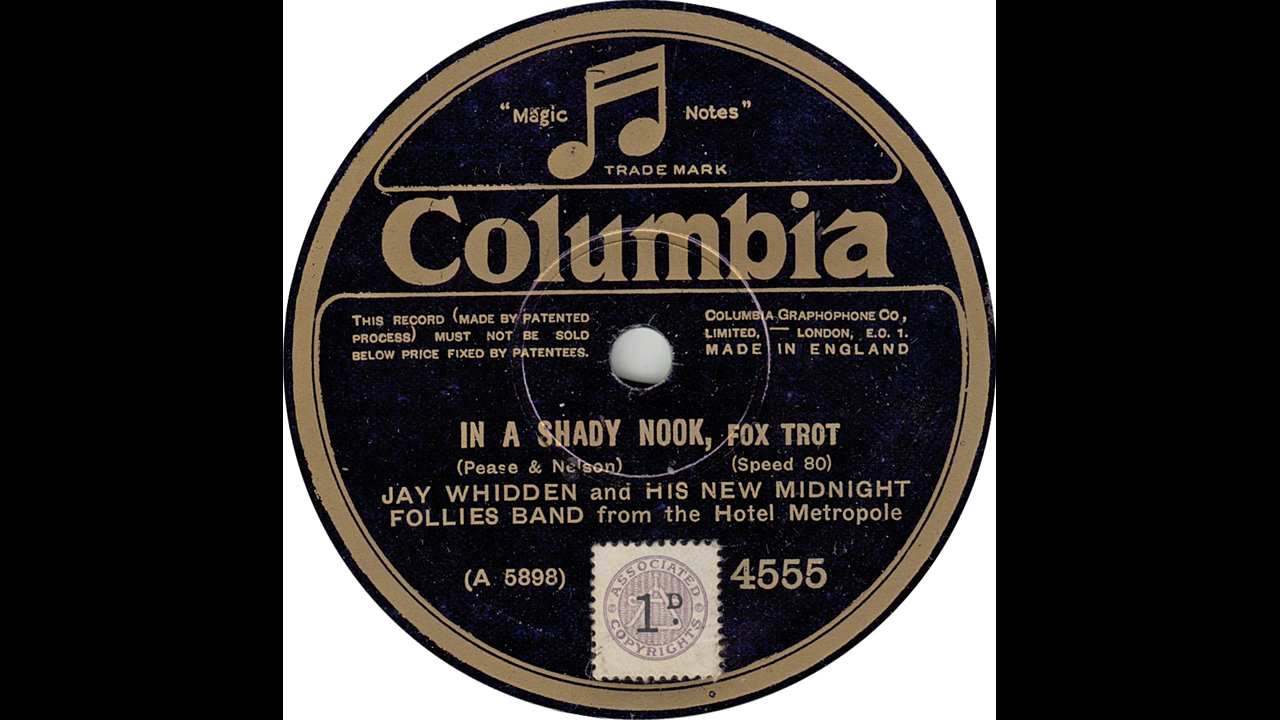 "Magic Notes"
TRADE MARK
Columbia
THIS RECORD (MADE BY PATENTED
PROCESS) MUST NOT BE SOLD
BELOW PRICE FIXED BY PATENTEES.
COLUMBIA GRAPHOPHONE CO,
LIMITED, — LONDON, E.C. 1.
MADE IN ENGLAND
IN A SHADY NOOK, FOX TROT
(Pease & Nelson) (Speed 80)
JAY WHIDDEN and HIS NEW MIDNIGHT
FOLLIES BAND from the Hotel Metropole
(A 5898)
ASSOCIATED
1D.
COPYRIGHTS
4555